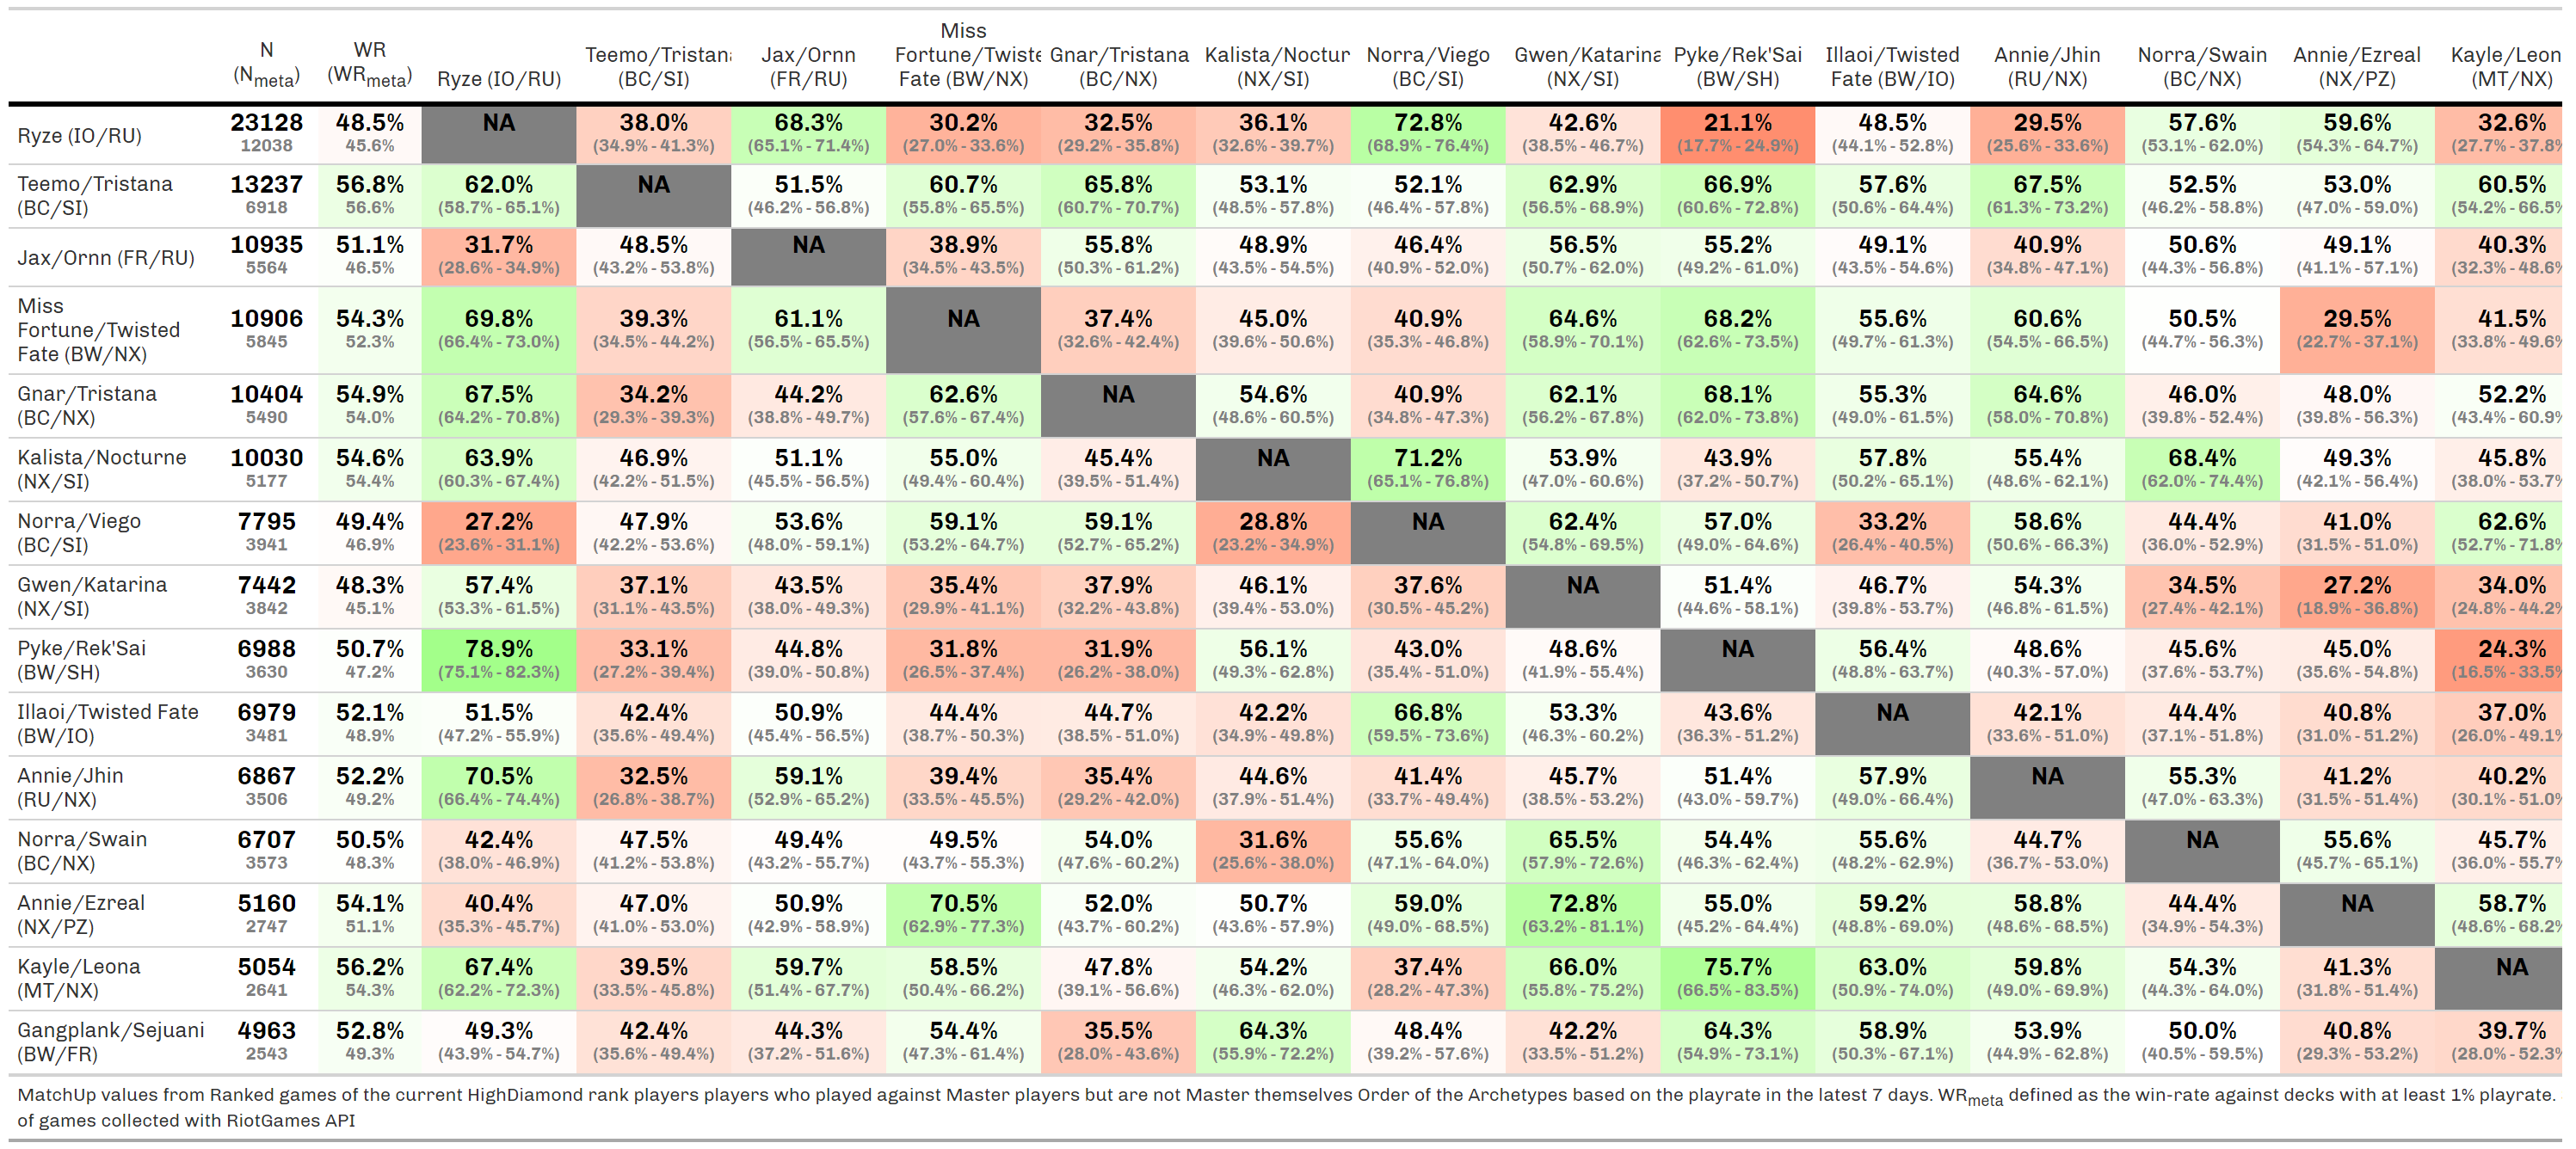 N WR Miss
(Nmeta) (WRmeta) Ryze (IO/RU) Teemo/Tristana Jax/Ornn Fortune/Twiste Gnar/Tristana Kalista/Noctur Norra/Viego Gwen/Katarina Pyke/Rek'Sai Illaoi/Twisted Annie/Jhin Norra/Swain Annie/Ezreal Kayle/Leon
(BC/SI) (FR/RU) Fate (BW/NX) (BC/NX) (NX/SI) (BC/SI) (NX/SI) (BW/SH) Fate (BW/IO) (RU/NX) (BC/NX) (NX/PZ) (MT/NX)
Ryze (IO/RU) 23128 48.5% NA 38.0% 68.3% 30.2% 32.5% 36.1% 72.8% 42.6% 21.1% 48.5% 29.5% 57.6% 59.6% 32.6%
12038 45.6% (34.9% - 41.3%) (65.1% - 71.4%) (27.0% - 33.6%) (29.2% - 35.8%) (32.6% - 39.7%) (68.9% - 76.4%) (38.5% - 46.7%) (17.7% - 24.9%) (44.1% - 52.8%) (25.6% - 33.6%) (53.1% - 62.0%) (54.3% - 64.7%) (27.7% - 37.8%
Teemo/Tristana 13237 56.8% 62.0% NA 51.5% 60.7% 65.8% 53.1% 52.1% 62.9% 66.9% 57.6% 67.5% 52.5% 53.0% 60.5%
(BC/SI) 6918 56.6% (58.7% - 65.1%) (46.2% - 56.8%) (55.8% - 65.5%) (60.7% - 70.7%) (48.5% - 57.8%) (46.4% - 57.8%) (56.5% - 68.9%) (60.6% - 72.8%) (50.6% - 64.4%) (61.3% - 73.2%) (46.2% - 58.8%) (47.0% - 59.0%) (54.2% - 66.5%
Jax/Ornn (FR/RU) 10935 51.1% 31.7% 48.5% NA 38.9% 55.8% 48.9% 46.4% 56.5% 55.2% 49.1% 40.9% 50.6% 49.1% 40.3%
5564 46.5% (28.6% - 34.9%) (43.2% - 53.8%) (34.5% - 43.5%) (50.3% - 61.2%) (43.5% - 54.5%) (40.9% - 52.0%) (50.7% - 62.0%) (49.2% - 61.0%) (43.5% - 54.6%) (34.8% - 47.1%) (44.3% - 56.8%) (41.1% - 57.1%) (32.3% - 48.6%
Miss
Fortune/Twisted 10906 54.3% 69.8% 39.3% 61.1% NA 37.4% 45.0% 40.9% 64.6% 68.2% 55.6% 60.6% 50.5% 29.5% 41.5%
Fate (BW/NX) 5845 52.3% (66.4% - 73.0%) (34.5% - 44.2%) (56.5% - 65.5%) (32.6% - 42.4%) (39.6% - 50.6%) (35.3% - 46.8%) (58.9% - 70.1%) (62.6% - 73.5%) (49.7% - 61.3%) (54.5% - 66.5%) (44.7% - 56.3%) (22.7% - 37.1%) (33.8% - 49.6%
Gnar/Tristana 10404 54.9% 67.5% 34.2% 44.2% 62.6% NA 54.6% 40.9% 62.1% 68.1% 55.3% 64.6% 46.0% 48.0% 52.2%
(BC/NX) 5490 54.0% (64.2% - 70.8%) (29.3% - 39.3%) (38.8% - 49.7%) (57.6% - 67.4%) (48.6% - 60.5%) (34.8% - 47.3%) (56.2% - 67.8%) (62.0% - 73.8%) (49.0% - 61.5%) (58.0% - 70.8%) (39.8% - 52.4%) (39.8% - 56.3%) (43.4% - 60.9%
Kalista/Nocturne 10030 54.6% 63.9% 46.9% 51.1% 55.0% 45.4% NA 71.2% 53.9% 43.9% 57.8% 55.4% 68.4% 49.3% 45.8%
(NX/SI) 5177 54.4% (60.3% - 67.4%) (42.2% - 51.5%) (45.5% - 56.5%) (49.4% - 60.4%) (39.5% - 51.4%) (65.1% - 76.8%) (47.0% - 60.6%) (37.2% - 50.7%) (50.2% - 65.1%) (48.6% - 62.1%) (62.0% - 74.4%) (42.1% - 56.4%) (38.0% - 53.7%
Norra/Viego 7795 49.4% 27.2% 47.9% 53.6% 59.1% 59.1% 28.8% NA 62.4% 57.0% 33.2% 58.6% 44.4% 41.0% 62.6%
(BC/SI) 3941 46.9% (23.6% - 31.1%) (42.2% - 53.6%) (48.0% - 59.1%) (53.2% - 64.7%) (52.7% - 65.2%) (23.2% - 34.9%) (54.8% - 69.5%) (49.0% - 64.6%) (26.4% - 40.5%) (50.6% - 66.3%) (36.0% - 52.9%) (31.5% - 51.0%) (52.7% - 71.8%
Gwen/Katarina 7442 48.3% 57.4% 37.1% 43.5% 35.4% 37.9% 46.1% 37.6% NA 51.4% 46.7% 54.3% 34.5% 27.2% 34.0%
(NX/SI) 3842 45.1% (53.3% - 61.5%) (31.1% - 43.5%) (38.0% - 49.3%) (29.9% - 41.1%) (32.2% - 43.8%) (39.4% - 53.0%) (30.5% - 45.2%) (44.6% - 58.1%) (39.8% - 53.7%) (46.8% - 61.5%) (27.4% - 42.1%) (18.9% - 36.8%) (24.8% - 44.2%
Pyke/Rek'Sai 6988 50.7% 78.9% 33.1% 44.8% 31.8% 31.9% 56.1% 43.0% 48.6% NA 56.4% 48.6% 45.6% 45.0% 24.3%
(BW/SH) 3630 47.2% (75.1% - 82.3%) (27.2% - 39.4%) (39.0% - 50.8%) (26.5% - 37.4%) (26.2% - 38.0%) (49.3% - 62.8%) (35.4% - 51.0%) (41.9% - 55.4%) (48.8% - 63.7%) (40.3% - 57.0%) (37.6% - 53.7%) (35.6% - 54.8%) (16.5% - 33.5%
Illaoi/Twisted Fate 6979 52.1% 51.5% 42.4% 50.9% 44.4% 44.7% 42.2% 66.8% 53.3% 43.6% NA 42.1% 44.4% 40.8% 37.0%
(BW/IO) 3481 48.9% (47.2% - 55.9%) (35.6% - 49.4%) (45.4% - 56.5%) (38.7% - 50.3%) (38.5% - 51.0%) (34.9% - 49.8%) (59.5% - 73.6%) (46.3% - 60.2%) (36.3% - 51.2%) (33.6% - 51.0%) (37.1% - 51.8%) (31.0% - 51.2%) (26.0% - 49.1%
Annie/Jhin 6867 52.2% 70.5% 32.5% 59.1% 39.4% 35.4% 44.6% 41.4% 45.7% 51.4% 57.9% NA 55.3% 41.2% 40.2%
(RU/NX) 3506 49.2% (66.4% - 74.4%) (26.8% - 38.7%) (52.9% - 65.2%) (33.5% - 45.5%) (29.2% - 42.0%) (37.9% - 51.4%) (33.7% - 49.4%) (38.5% - 53.2%) (43.0% - 59.7%) (49.0% - 66.4%) (47.0% - 63.3%) (31.5% - 51.4%) (30.1% - 51.0%
Norra/Swain 6707 50.5% 42.4% 47.5% 49.4% 49.5% 54.0% 31.6% 55.6% 65.5% 54.4% 55.6% 44.7% NA 55.6% 45.7%
(BC/NX) 3573 48.3% (38.0% - 46.9%) (41.2% - 53.8%) (43.2% - 55.7%) (43.7% - 55.3%) (47.6% - 60.2%) (25.6% - 38.0%) (47.1% - 64.0%) (57.9% - 72.6%) (46.3% - 62.4%) (48.2% - 62.9%) (36.7% - 53.0%) (45.7% - 65.1%) (36.0% - 55.7%
Annie/Ezreal 5160 54.1% 40.4% 47.0% 50.9% 70.5% 52.0% 50.7% 59.0% 72.8% 55.0% 59.2% 58.8% 44.4% NA 58.7%
(NX/PZ) 2747 51.1% (35.3% - 45.7%) (41.0% - 53.0%) (42.9% - 58.9%) (62.9% - 77.3%) (43.7% - 60.2%) (43.6% - 57.9%) (49.0% - 68.5%) (63.2% - 81.1%) (45.2% - 64.4%) (48.8% - 69.0%) (48.6% - 68.5%) (34.9% - 54.3%) (48.6% - 68.2%
Kayle/Leona 5054 56.2% 67.4% 39.5% 59.7% 58.5% 47.8% 54.2% 37.4% 66.0% 75.7% 63.0% 59.8% 54.3% 41.3% NA
(MT/NX) 2641 54.3% (62.2% - 72.3%) (33.5% - 45.8%) (51.4% - 67.7%) (50.4% - 66.2%) (39.1% - 56.6%) (46.3% - 62.0%) (28.2% - 47.3%) (55.8% - 75.2%) (66.5% - 83.5%) (50.9% - 74.0%) (49.0% - 69.9%) (44.3% - 64.0%) (31.8% - 51.4%)
Gangplank/Sejuani 4963 52.8% 49.3% 42.4% 44.3% 54.4% 35.5% 64.3% 48.4% 42.2% 64.3% 58.9% 53.9% 50.0% 40.8% 39.7%
(BW/FR) 2543 49.3% (43.9% - 54.7%) (35.6% - 49.4%) (37.2% - 51.6%) (47.3% - 61.4%) (28.0% - 43.6%) (55.9% - 72.2%) (39.2% - 57.6%) (33.5% - 51.2%) (54.9% - 73.1%) (50.3% - 67.1%) (44.9% - 62.8%) (40.5% - 59.5%) (29.3% - 53.2%) (28.0% - 52.3%
MatchUp values from Ranked games of the current HighDiamond rank players players who played against Master players but are not Master themselves Order of the Archetypes based on the playrate in the latest 7 days. WRmeta defined as the win-rate against decks with at least 1% playrate.
of games collected with RiotGames API